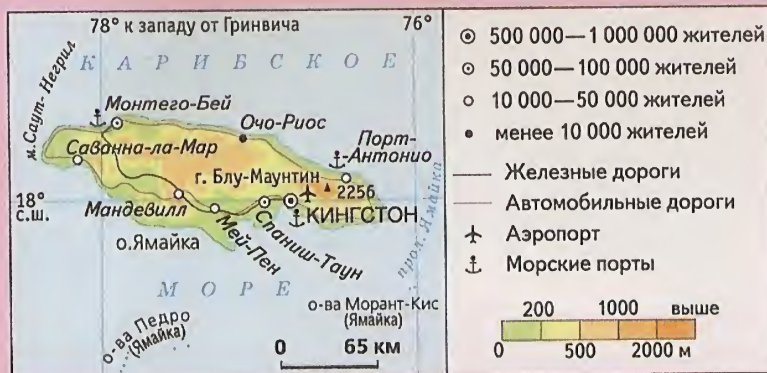 78° к западу от Гринвича
76°
К А Р И Б С К О Е
м.Саут-Негрил
Монтего-Бей
Очо-Риос
Порт-
-Антонио
Саванна-ла-Мар
г. Блу-Маунтин
2256
18°
с.ш.
Мандевилл
КИНГСТОН
Спаниш-Таун
Мей-Пен
о.Ямайка
прол. Ямайка
М О Р Е
о-ва Морант-Кис
(Ямайка)
о-ва Педро
(Ямайка)
0 65 км
500 000—1 000 000 жителей
50 000—100 000 жителей
10 000—50 000 жителей
менее 10 000 жителей
Железные дороги
Автомобильные дороги
Аэропорт
Морские порты
200 1000 выше
0 500 2000 м